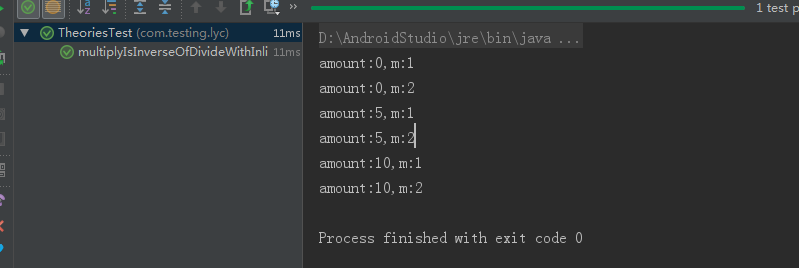 1 test p
TheoriesTest (com.testing.lyc) 11ms
multiplyIsInverseOfDivideWithInli 11ms
D:\AndroidStudio\jre\bin\java ...
amount:0,m:1
amount:0,m:2
amount:5,m:1
amount:5,m:2
amount:10,m:1
amount:10,m:2
Process finished with exit code 0